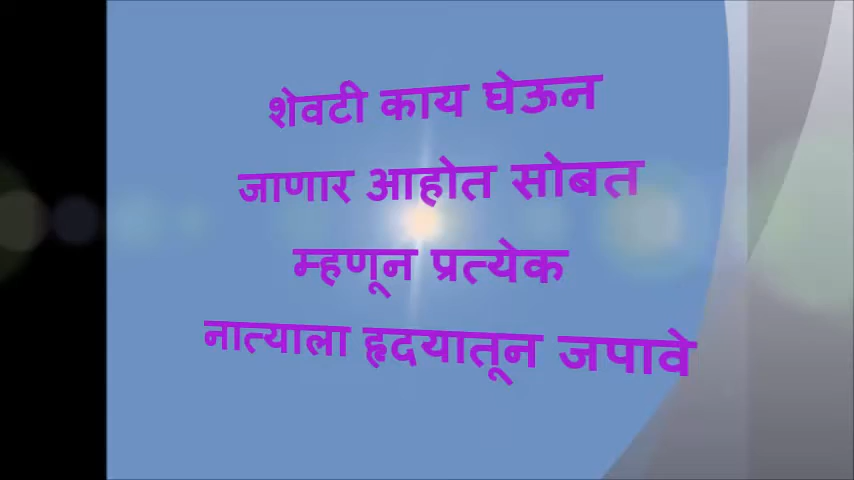 शेवटी काय घेऊन
जाणार आहोत सोबत
म्हणून प्रत्येक
नात्याला हृदयातून जपावे